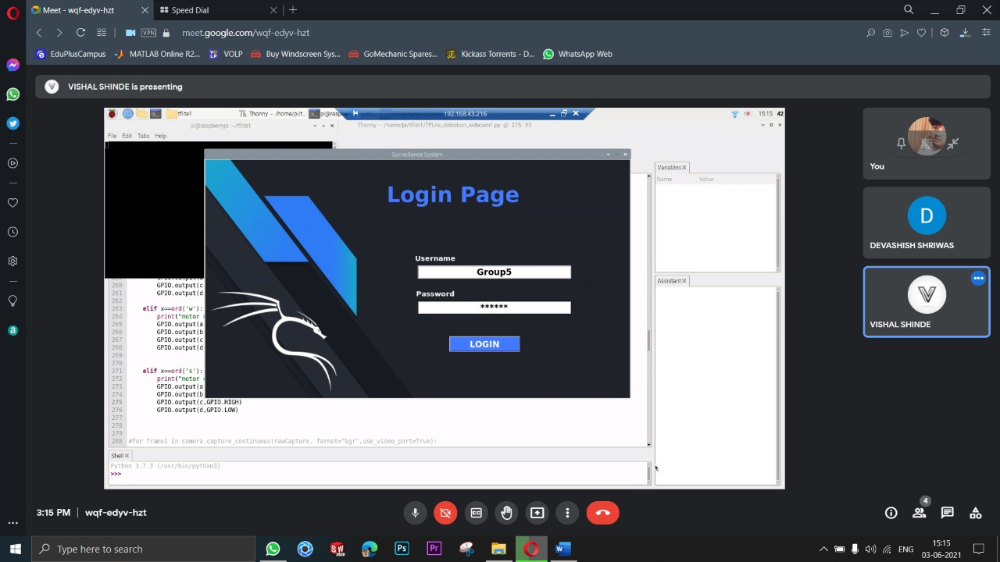 Meet - wqf-edyv-hzt
Speed Dial
VPN
meet.google.com/wqf-edyv-hzt
EduPlusCampus
MATLAB Online R2...
VOLP
Buy Windscreen Sys...
GoMechanic Spares...
Kickass Torrents - D...
WhatsApp Web
VISHAL SHINDE is presenting
tflite1
Thonny - /home/pi/t...
192.168.43.216
15:15
42
pi@raspberrypi: ~/tflite1
Thonny - /home/pi/tflite1/TFLite_detection_webcam1.py @ 275 : 33
File Edit Tabs Help
Surveillance System
Login Page
Username
Group5
Password
******
LOGIN
Variables
Name Value
Assistant
260 GPIO.output(c
261 GPIO.output(d
262
263 elif x==ord('w'):
264 print("motor
265 GPIO.output(a
266 GPIO.output(b
267 GPIO.output(c
268 GPIO.output(d
269
270
271 elif x==ord('s'):
272 print("motor
273 GPIO.output(a
274 GPIO.output(b
275 GPIO.output(c,GPIO.HIGH)
276 GPIO.output(d,GPIO.LOW)
277
278
279
280 #for frame1 in camera.capture_continuous(rawCapture, format="bgr",use_video_port=True):
Shell
Python 3.7.3 (/usr/bin/python3)
>>>
You
D
DEVASHISH SHRIWAS
VISHAL SHINDE
3:15 PM | wqf-edyv-hzt
4
Type here to search
ENG
15:15
03-06-2021